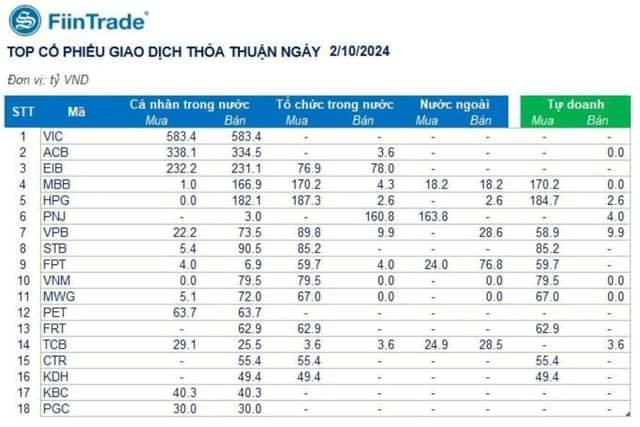 FiinTrade®
TOP CỔ PHIẾU GIAO DỊCH THỎA THUẬN NGÀY 2/10/2024
Đơn vị: tỷ VND
STT Mã Cá nhân trong nước Tổ chức trong nước Nước ngoài Tự doanh
Mua Bán Mua Bán Mua Bán Mua Bán
1 VIC 583.4 583.4 - - - - - -
2 ACB 338.1 334.5 - 3.6 - - - 0.0
3 EIB 232.2 231.1 76.9 78.0 - - - -
4 MBB 1.0 166.9 170.2 4.3 18.2 18.2 170.2 0.0
5 HPG 0.0 182.1 187.3 2.6 - 2.6 184.7 2.6
6 PNJ - 3.0 - 160.8 163.8 - - 4.0
7 VPB 22.2 73.5 89.8 9.9 - 28.6 58.9 9.9
8 STB 5.4 90.5 85.2 - - - 85.2 -
9 FPT 4.0 6.9 59.7 4.0 24.0 76.8 59.7 -
10 VNM 0.0 79.5 79.5 0.0 0.0 0.0 79.5 0.0
11 MWG 5.1 72.0 67.0 0.0 - 0.0 67.0 0.0
12 PET 63.7 63.7 - - - - - -
13 FRT - 62.9 62.9 - - - 62.9 -
14 TCB 29.1 25.5 3.6 3.6 24.9 28.5 - 3.6
15 CTR - 55.4 55.4 - - - 55.4 -
16 KDH - 49.4 49.4 - - - 49.4 -
17 KBC 40.3 40.3 - - - - - -
18 PGC 30.0 30.0 - - - - - -